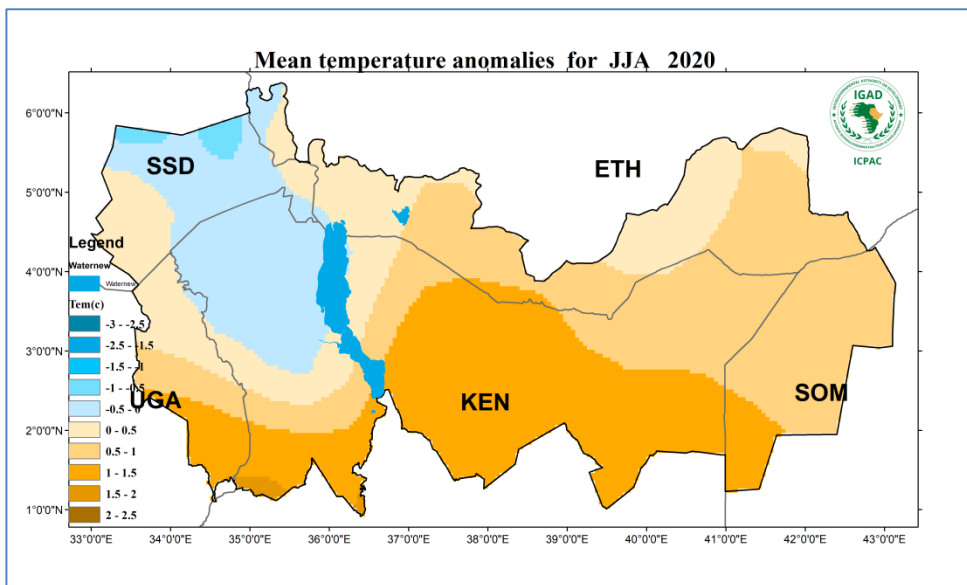 Mean temperature anomalies for JJA 2020
IGAD
ICPAC
6°0'0"N
5°0'0"N
4°0'0"N
3°0'0"N
2°0'0"N
1°0'0"N
SSD
ETH
UGA
KEN
SOM
Legend
Waternew
Waternew
Tem(c)
-3 - -2.5
-2.5 - -1.5
-1.5 - -1
-1 - -0.5
-0.5 - 0
0 - 0.5
0.5 - 1
1 - 1.5
1.5 - 2
2 - 2.5
33°0'0"E 34°0'0"E 35°0'0"E 36°0'0"E 37°0'0"E 38°0'0"E 39°0'0"E 40°0'0"E 41°0'0"E 42°0'0"E 43°0'0"E